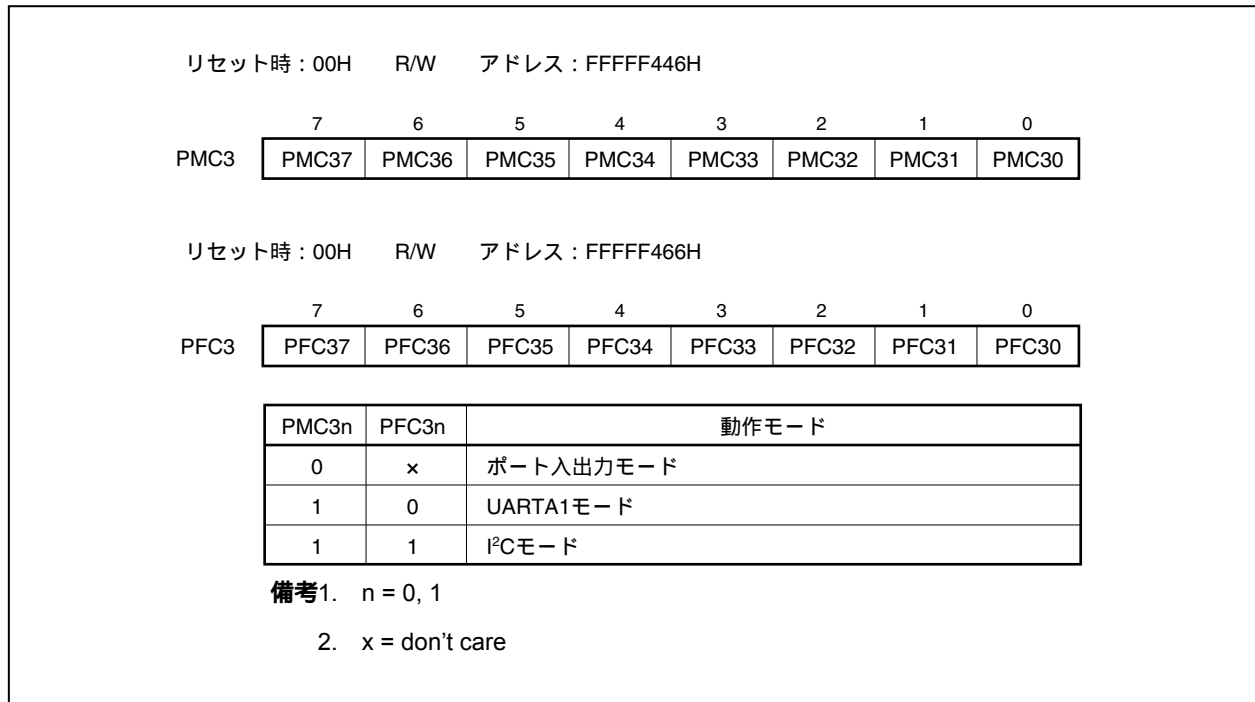 リセット時：00H R/W アドレス：FFFFF446H
7 6 5 4 3 2 1 0
PMC3 PMC37 PMC36 PMC35 PMC34 PMC33 PMC32 PMC31 PMC30
リセット時：00H R/W アドレス：FFFFF466H
7 6 5 4 3 2 1 0
PFC3 PFC37 PFC36 PFC35 PFC34 PFC33 PFC32 PFC31 PFC30
PMC3n PFC3n 動作モード
0 × ポート入出力モード
1 0 UARTA1モード
1 1 I²Cモード
備考1. n = 0, 1
2. x = don't care